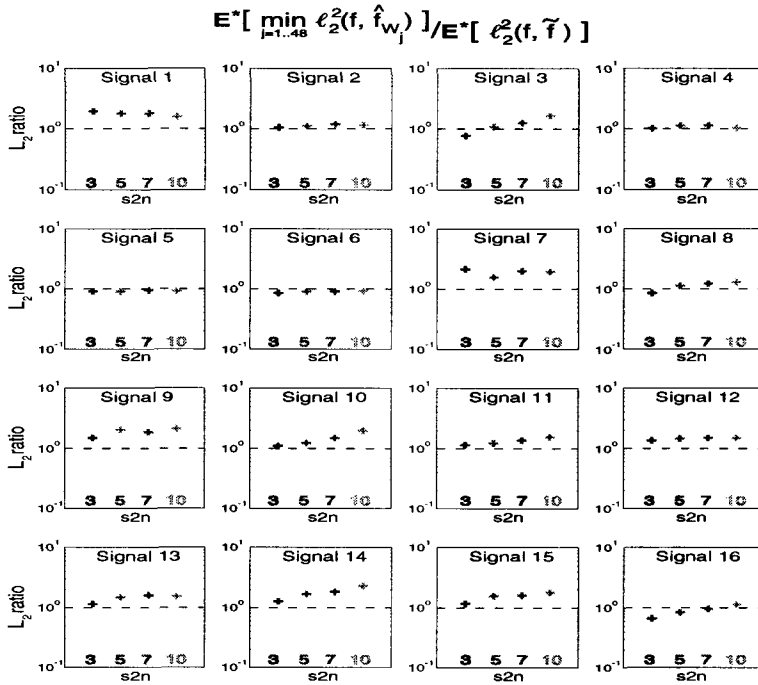 E*[ min ℓ₂²(f, f̂_{W_j}) ]/E*[ ℓ₂²(f, f̃ ) ]
j=1..48
Signal 1 Signal 2 Signal 3 Signal 4
10¹ 10¹ 10¹ 10¹
L₂ratio 10⁰ 10⁰ 10⁰ 10⁰
3 5 7 10 3 5 7 10 3 5 7 10 3 5 7 10
10⁻¹ 10⁻¹ 10⁻¹ 10⁻¹
s2n s2n s2n s2n
Signal 5 Signal 6 Signal 7 Signal 8
10¹ 10¹ 10¹ 10¹
L₂ratio 10⁰ 10⁰ 10⁰ 10⁰
3 5 7 10 3 5 7 10 3 5 7 10 3 5 7 10
10⁻¹ 10⁻¹ 10⁻¹ 10⁻¹
s2n s2n s2n s2n
Signal 9 Signal 10 Signal 11 Signal 12
10¹ 10¹ 10¹ 10¹
L₂ratio 10⁰ 10⁰ 10⁰ 10⁰
3 5 7 10 3 5 7 10 3 5 7 10 3 5 7 10
10⁻¹ 10⁻¹ 10⁻¹ 10⁻¹
s2n s2n s2n s2n
Signal 13 Signal 14 Signal 15 Signal 16
10¹ 10¹ 10¹ 10¹
L₂ratio 10⁰ 10⁰ 10⁰ 10⁰
3 5 7 10 3 5 7 10 3 5 7 10 3 5 7 10
10⁻¹ 10⁻¹ 10⁻¹ 10⁻¹
s2n s2n s2n s2n